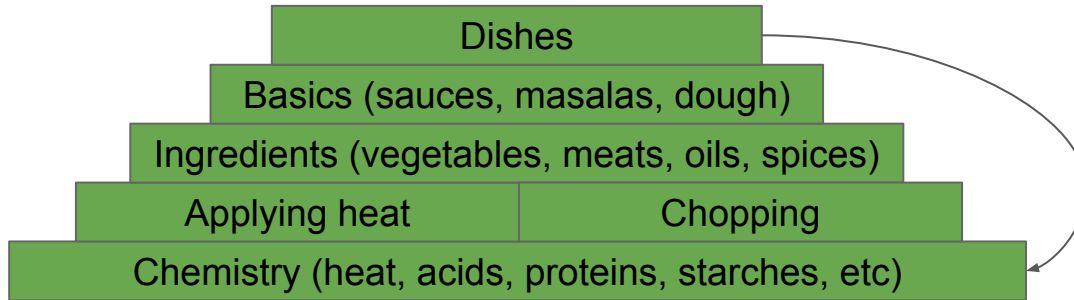 Dishes
Basics (sauces, masalas, dough)
Ingredients (vegetables, meats, oils, spices)
Applying heat
Chopping
Chemistry (heat, acids, proteins, starches, etc)